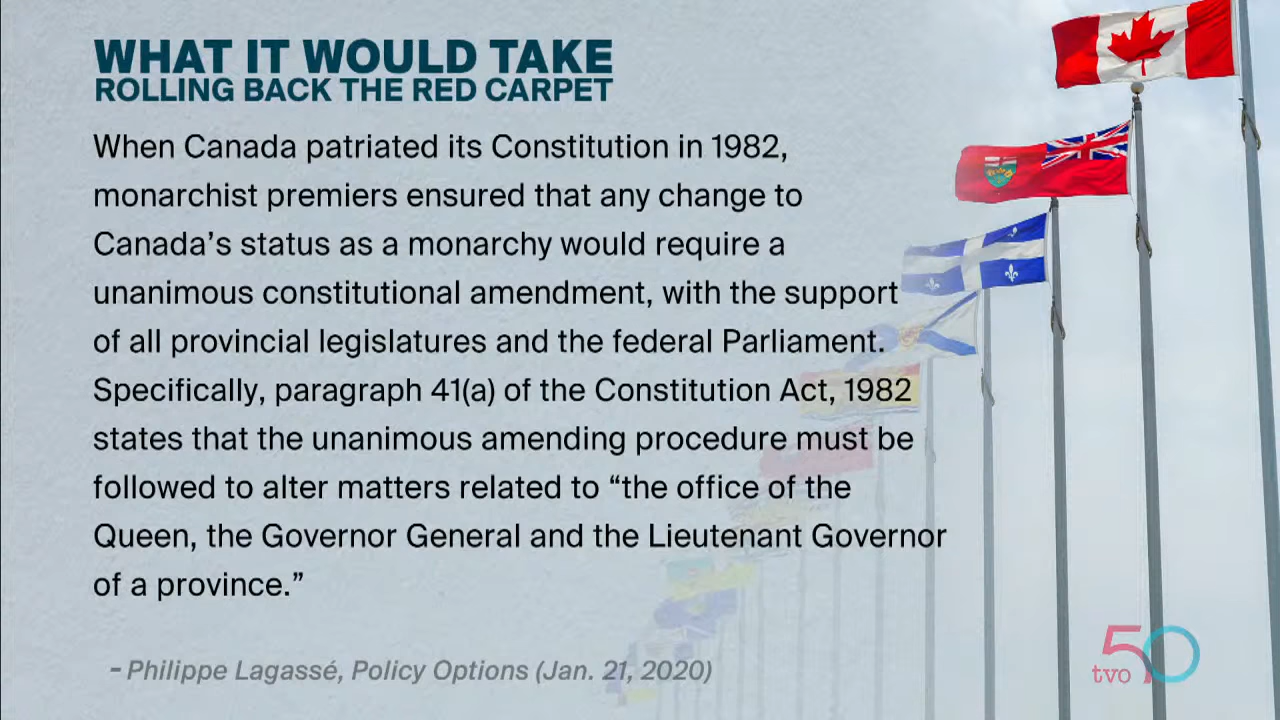 WHAT IT WOULD TAKE
ROLLING BACK THE RED CARPET
When Canada patriated its Constitution in 1982,
monarchist premiers ensured that any change to
Canada’s status as a monarchy would require a
unanimous constitutional amendment, with the support
of all provincial legislatures and the federal Parliament.
Specifically, paragraph 41(a) of the Constitution Act, 1982
states that the unanimous amending procedure must be
followed to alter matters related to “the office of the
Queen, the Governor General and the Lieutenant Governor
of a province.”
– Philippe Lagassé, Policy Options (Jan. 21, 2020)
50
tvo